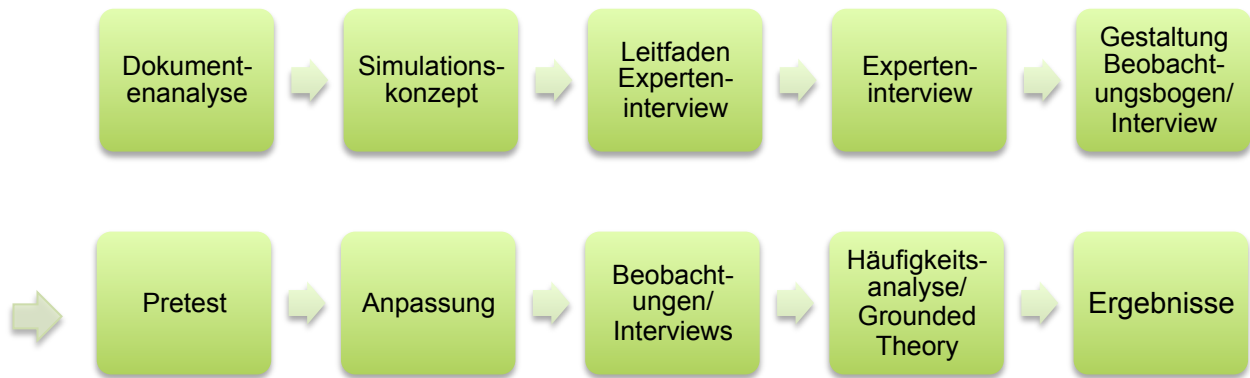 Dokument-
enanalyse
Simulations-
konzept
Leitfaden
Experten-
interview
Experten-
interview
Gestaltung
Beobacht-
ungsbogen/
Interview
Pretest
Anpassung
Beobacht-
ungen/
Interviews
Häufigkeits-
analyse/
Grounded
Theory
Ergebnisse